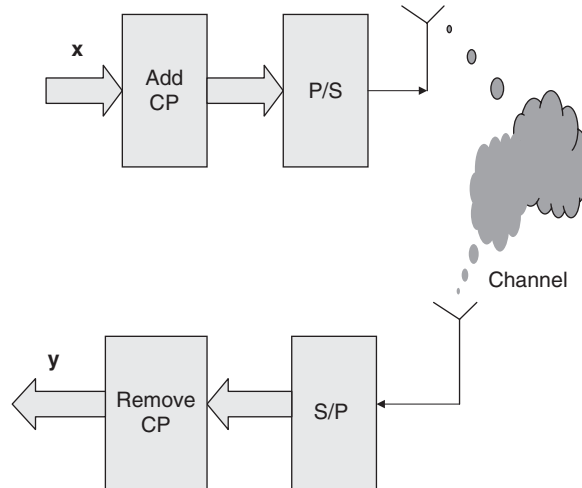 x
Add
CP
P/S
Channel
y
Remove
CP
S/P